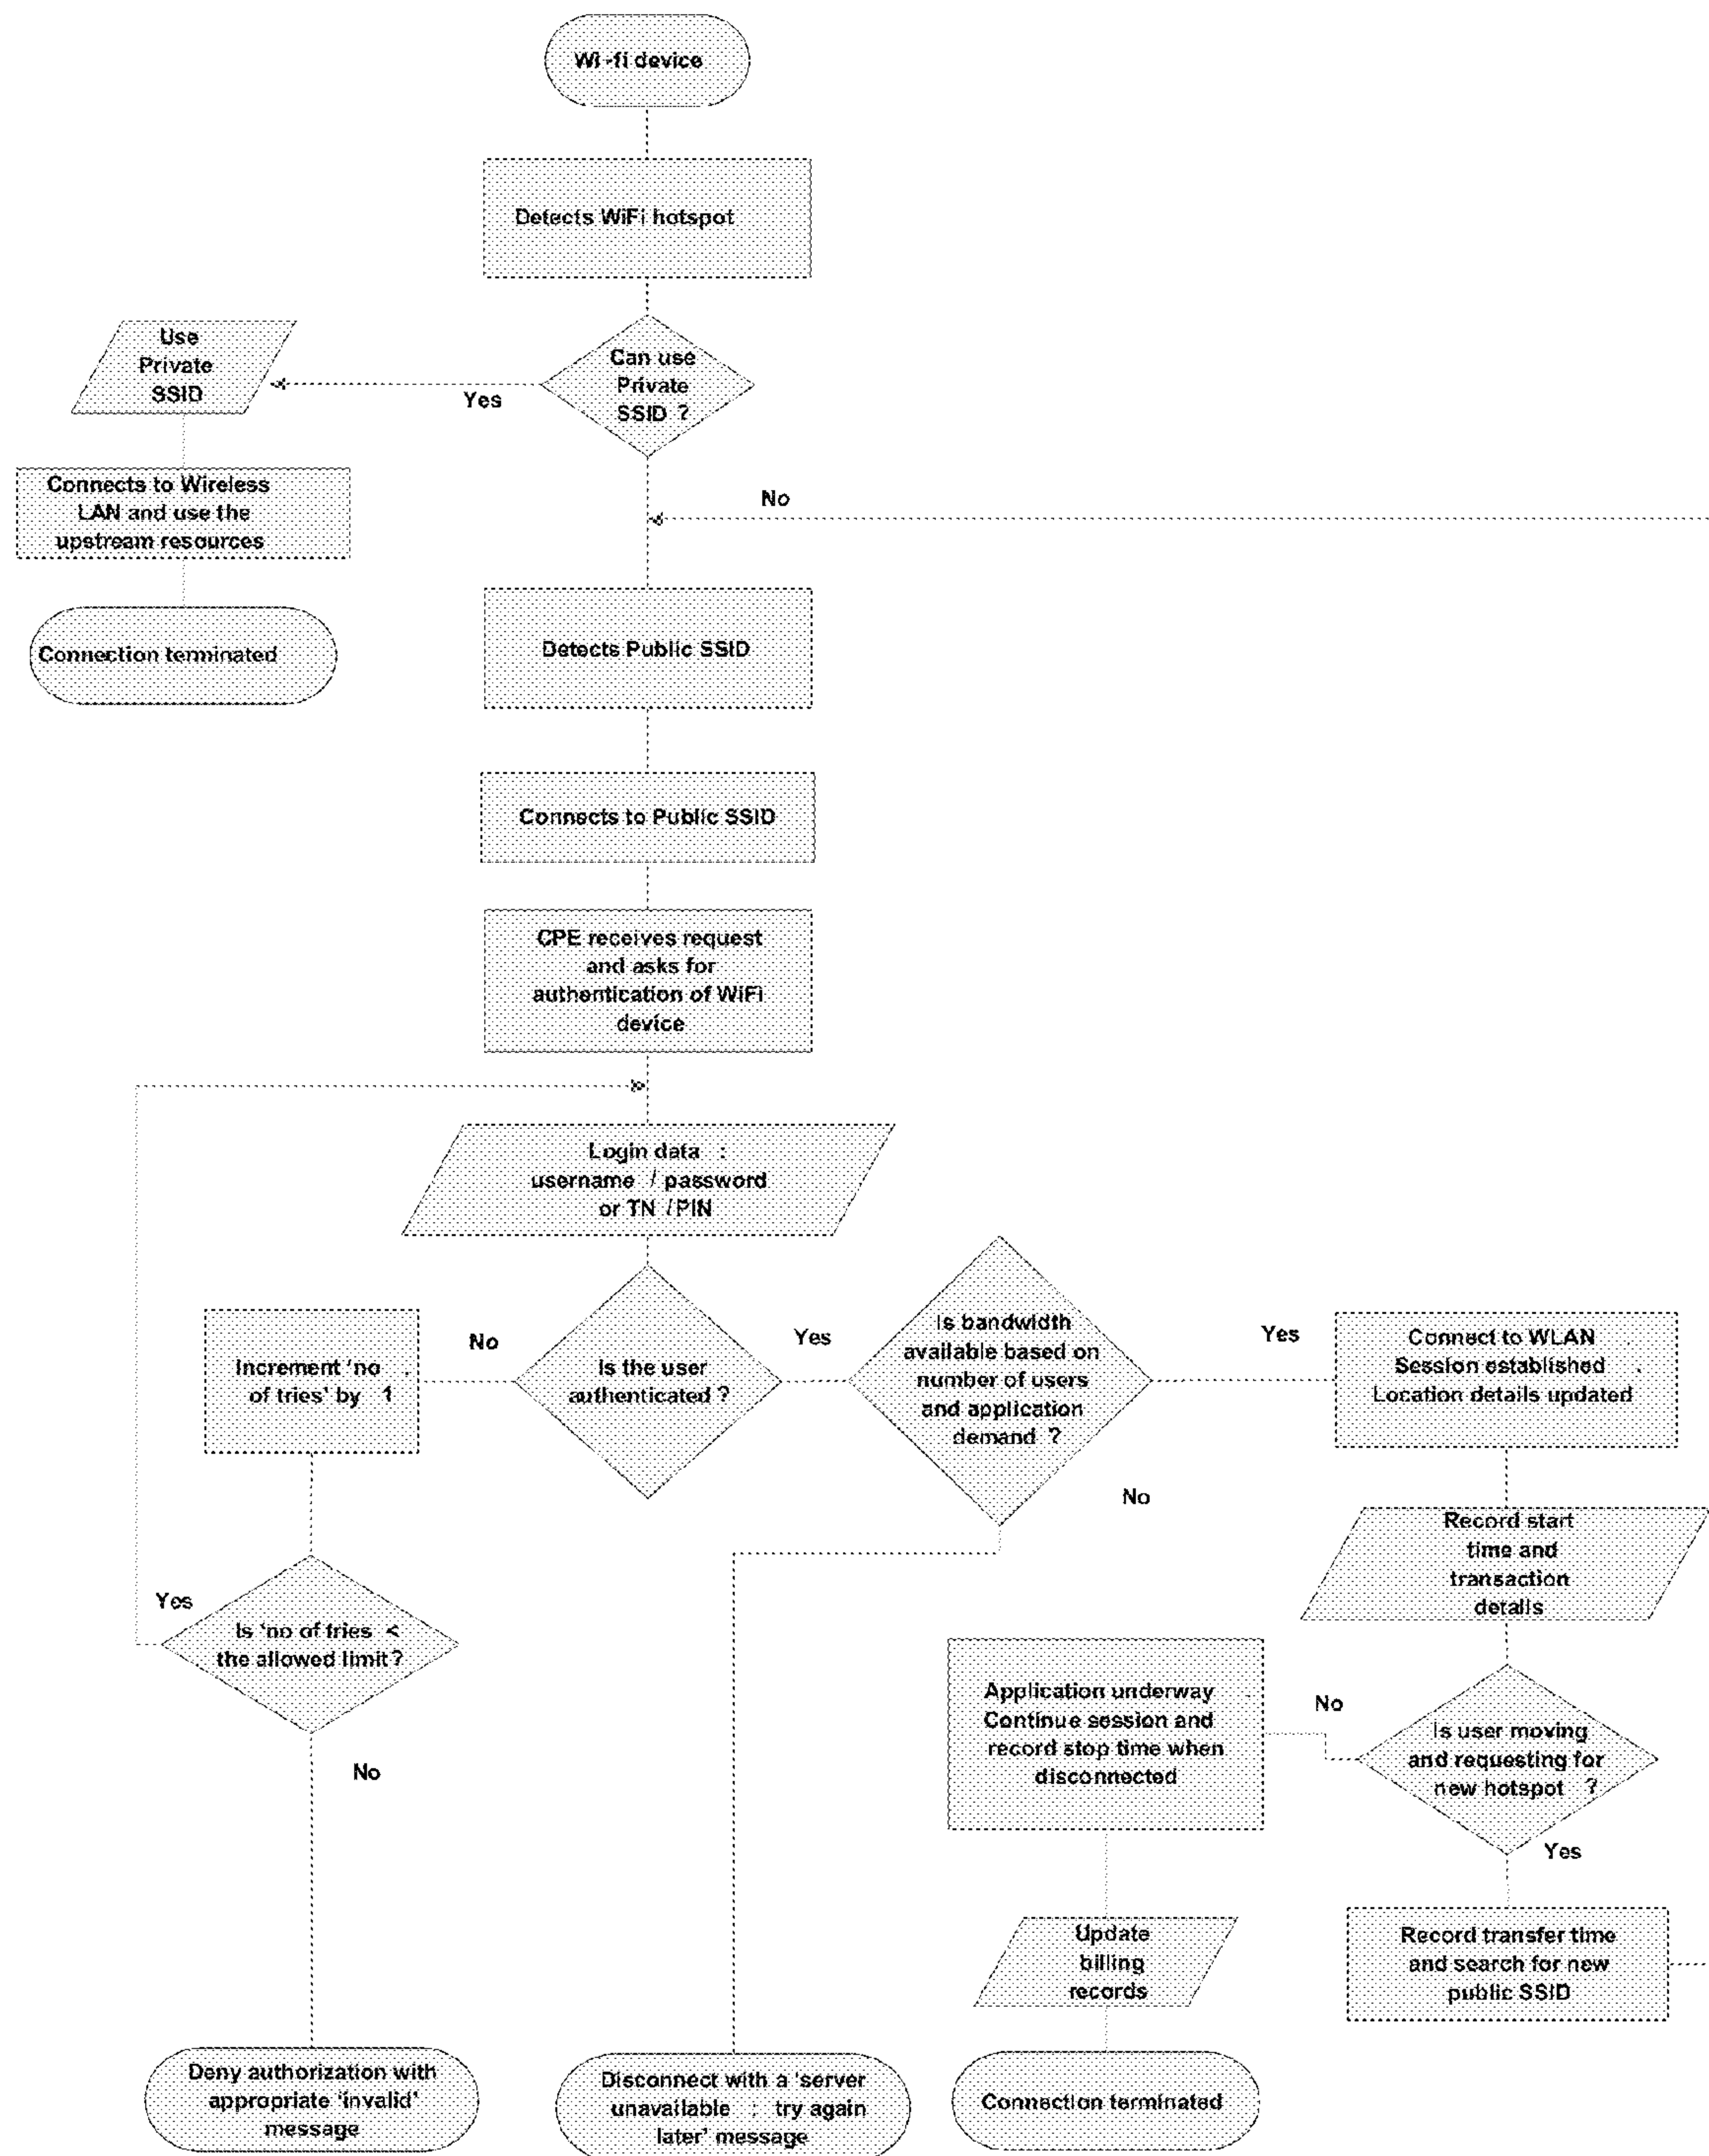 Wi-fi device
Detects WiFi hotspot
Can use
Private
SSID ?
Yes
Use
Private
SSID
Connects to Wireless
LAN and use the
upstream resources
Connection terminated
No
Detects Public SSID
Connects to Public SSID
CPE receives request
and asks for
authentication of WiFi
device
Login data :
username / password
or TN / PIN
Is the user
authenticated ?
No
Increment 'no .
of tries' by 1
Is 'no of tries <
the allowed limit?
Yes
No
Deny authorization with
appropriate 'invalid'
message
Yes
Is bandwidth
available based on
number of users
and application
demand ?
No
Disconnect with a 'server
unavailable : try again
later' message
Yes
Connect to WLAN .
Session established .
Location details updated
Record start
time and
transaction
details
Is user moving
and requesting for
new hotspot ?
No
Application underway .
Continue session and
record stop time when
disconnected
Update
billing
records
Connection terminated
Yes
Record transfer time
and search for new
public SSID